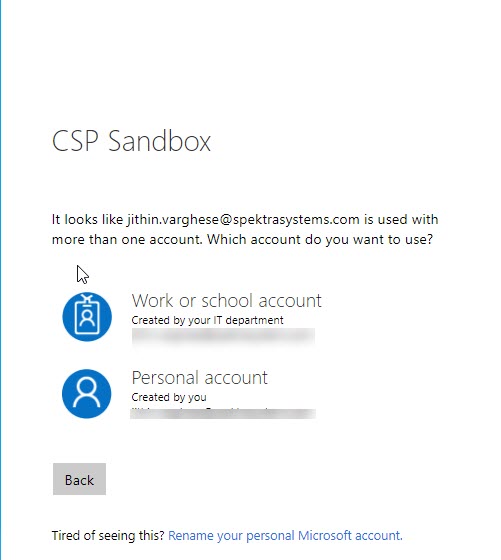 CSP Sandbox
It looks like jithin.varghese@spektrasystems.com is used with
more than one account. Which account do you want to use?
Work or school account
Created by your IT department
Personal account
Created by you
Back
Tired of seeing this? Rename your personal Microsoft account.